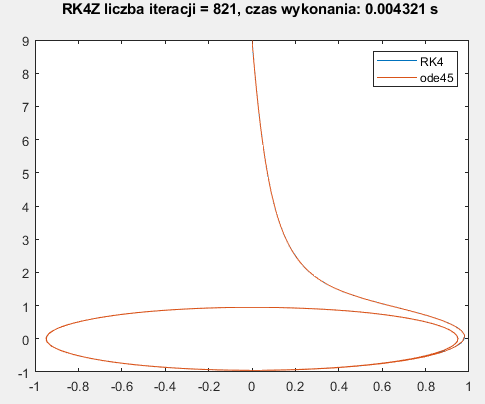 RK4Z liczba iteracji = 821, czas wykonania: 0.004321 s
9
RK4
ode45
8
7
6
5
4
3
2
1
0
-1
-1 -0.8 -0.6 -0.4 -0.2 0 0.2 0.4 0.6 0.8 1